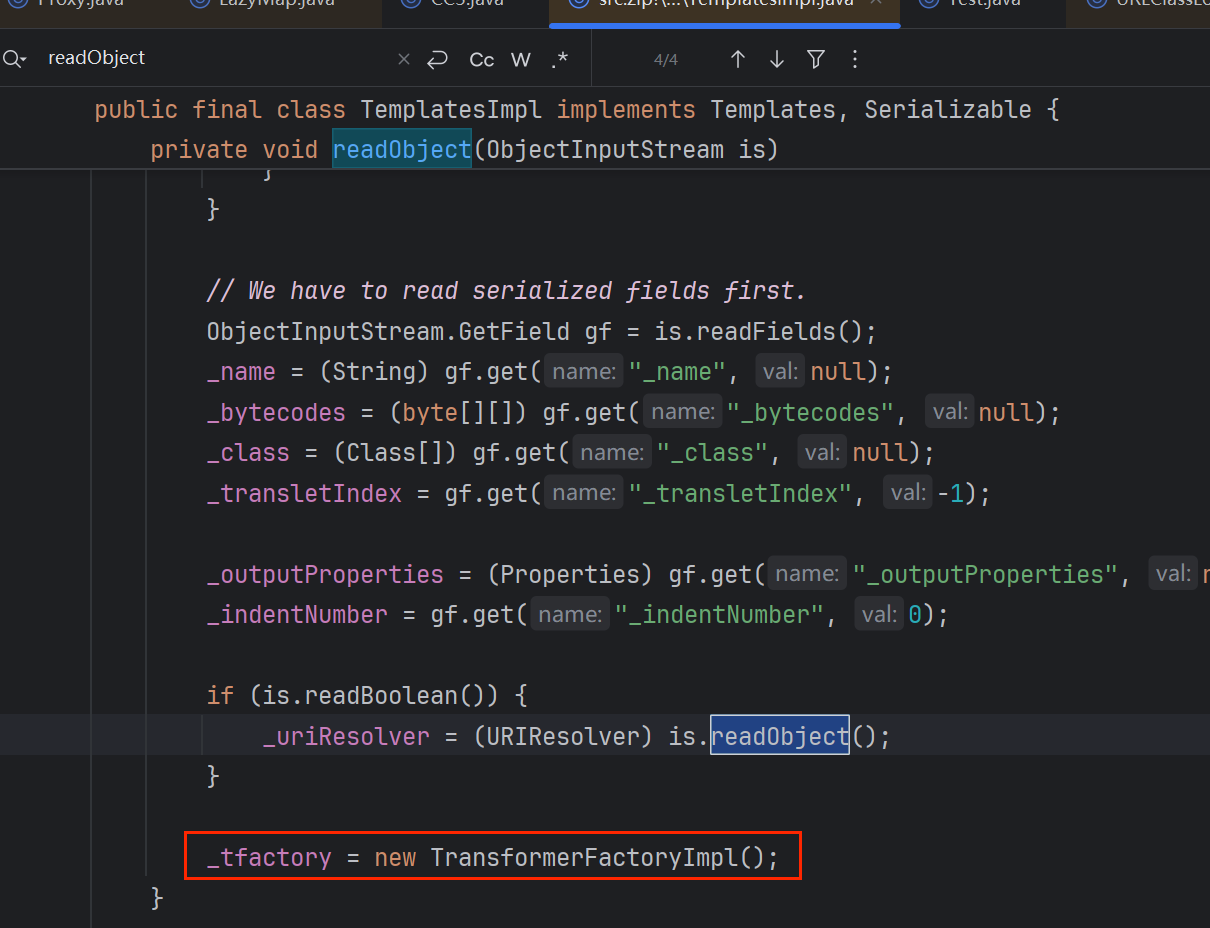 Proxy.java LazyMap.java CC3.java src.zip!\...\TemplatesImpl.java Test.java
readObject Cc W .* 4/4
public final class TemplatesImpl implements Templates, Serializable {
private void readObject(ObjectInputStream is)
}
}
// We have to read serialized fields first.
ObjectInputStream.GetField gf = is.readFields();
_name = (String) gf.get( name: "_name", val: null);
_bytecodes = (byte[][]) gf.get( name: "_bytecodes", val: null);
_class = (Class[]) gf.get( name: "_class", val: null);
_transletIndex = gf.get( name: "_transletIndex", val: -1);
_outputProperties = (Properties) gf.get( name: "_outputProperties", val:
_indentNumber = gf.get( name: "_indentNumber", val: 0);
if (is.readBoolean()) {
_uriResolver = (URIResolver) is.readObject();
}
_tfactory = new TransformerFactoryImpl();
}